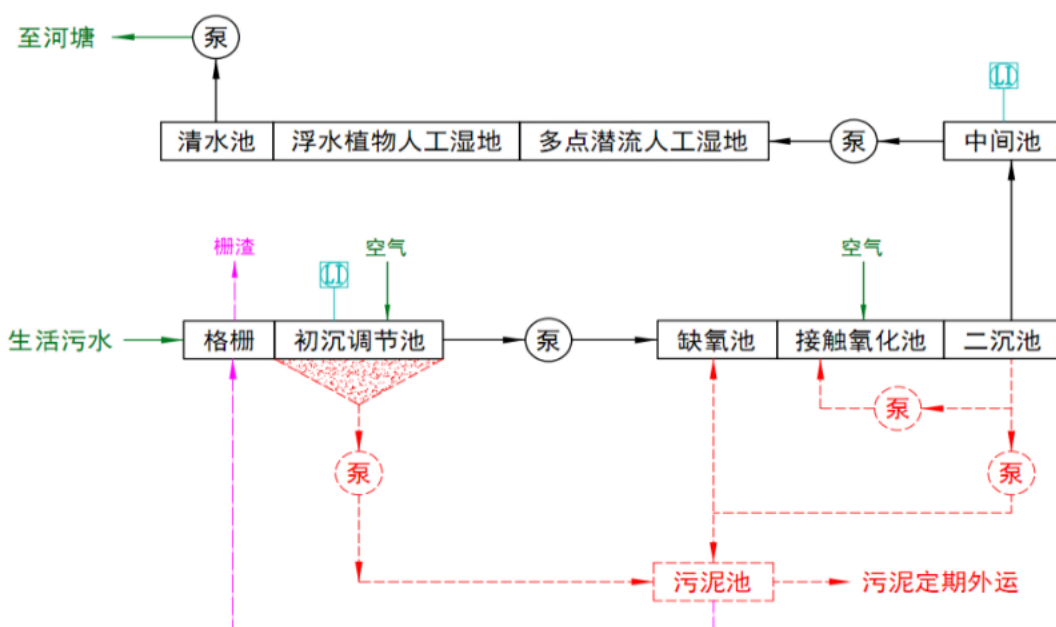 至河塘
泵
LI
清水池
浮水植物人工湿地
多点潜流人工湿地
泵
中间池
栅渣
LI
空气
空气
生活污水
格栅
初沉调节池
泵
缺氧池
接触氧化池
二沉池
泵
泵
泵
污泥池
污泥定期外运